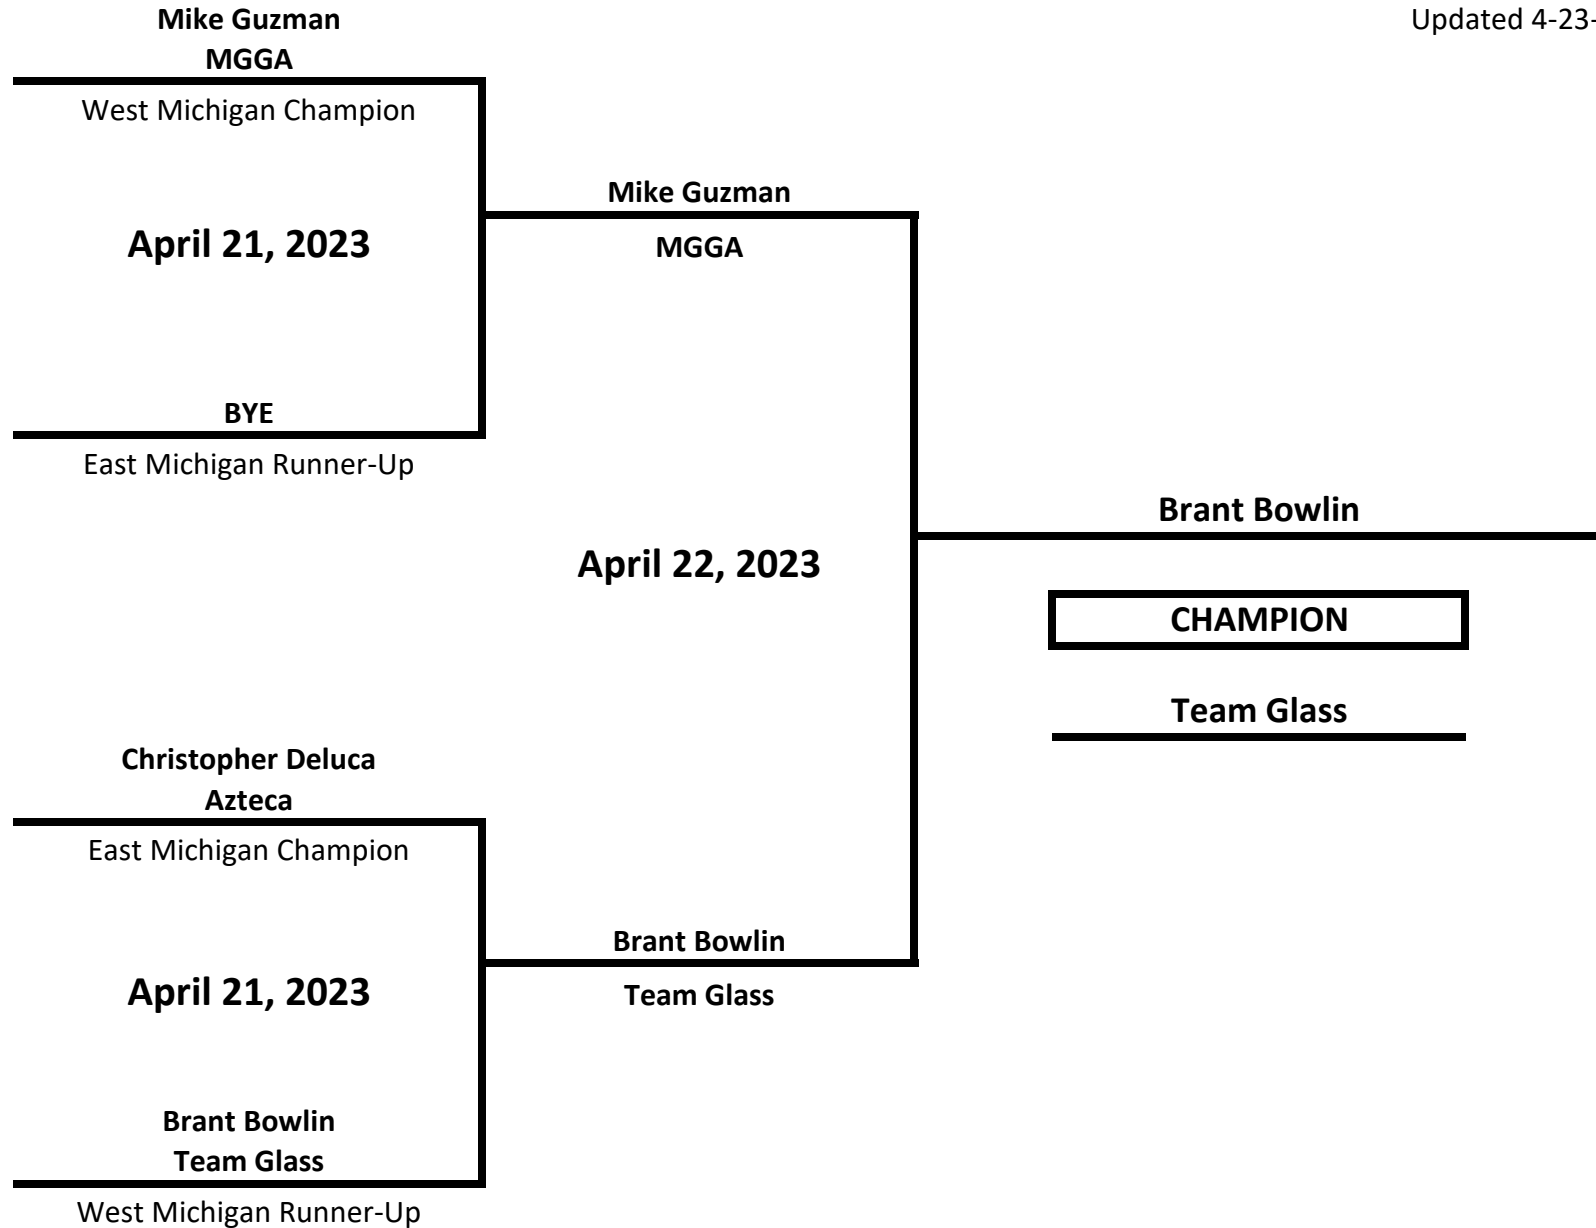 Mike Guzman
MGGA
Updated 4-23-
West Michigan Champion
Mike Guzman
April 21, 2023
MGGA
BYE
East Michigan Runner-Up
Brant Bowlin
April 22, 2023
CHAMPION
Team Glass
Christopher Deluca
Azteca
East Michigan Champion
Brant Bowlin
April 21, 2023
Team Glass
Brant Bowlin
Team Glass
West Michigan Runner-Up